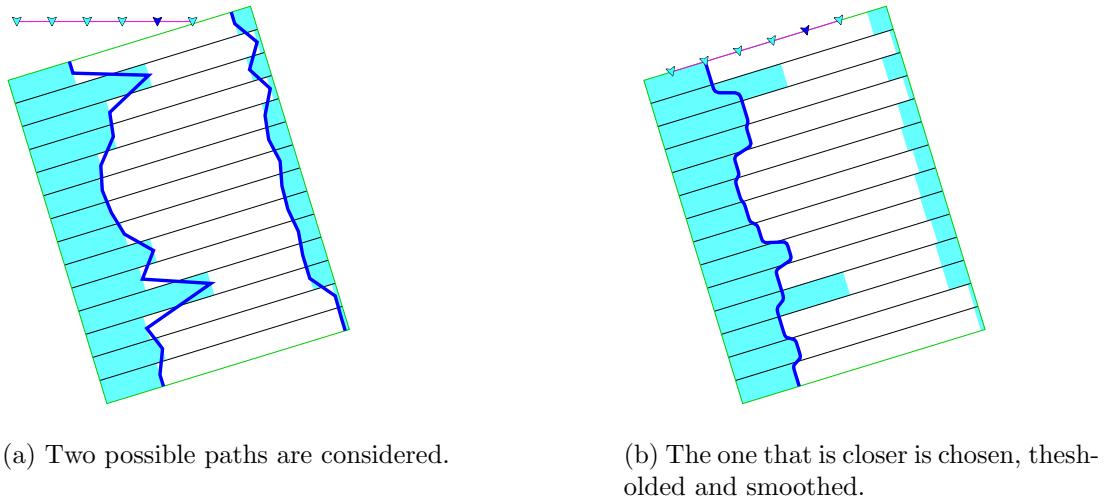 (a) Two possible paths are considered.
(b) The one that is closer is chosen, thesh-
olded and smoothed.